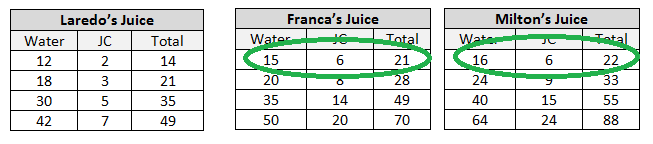 Laredo's Juice
Water JC Total
12 2 14
18 3 21
30 5 35
42 7 49
Franca's Juice
Water JC Total
15 6 21
20 8 28
35 14 49
50 20 70
Milton's Juice
Water JC Total
16 6 22
24 9 33
40 15 55
64 24 88